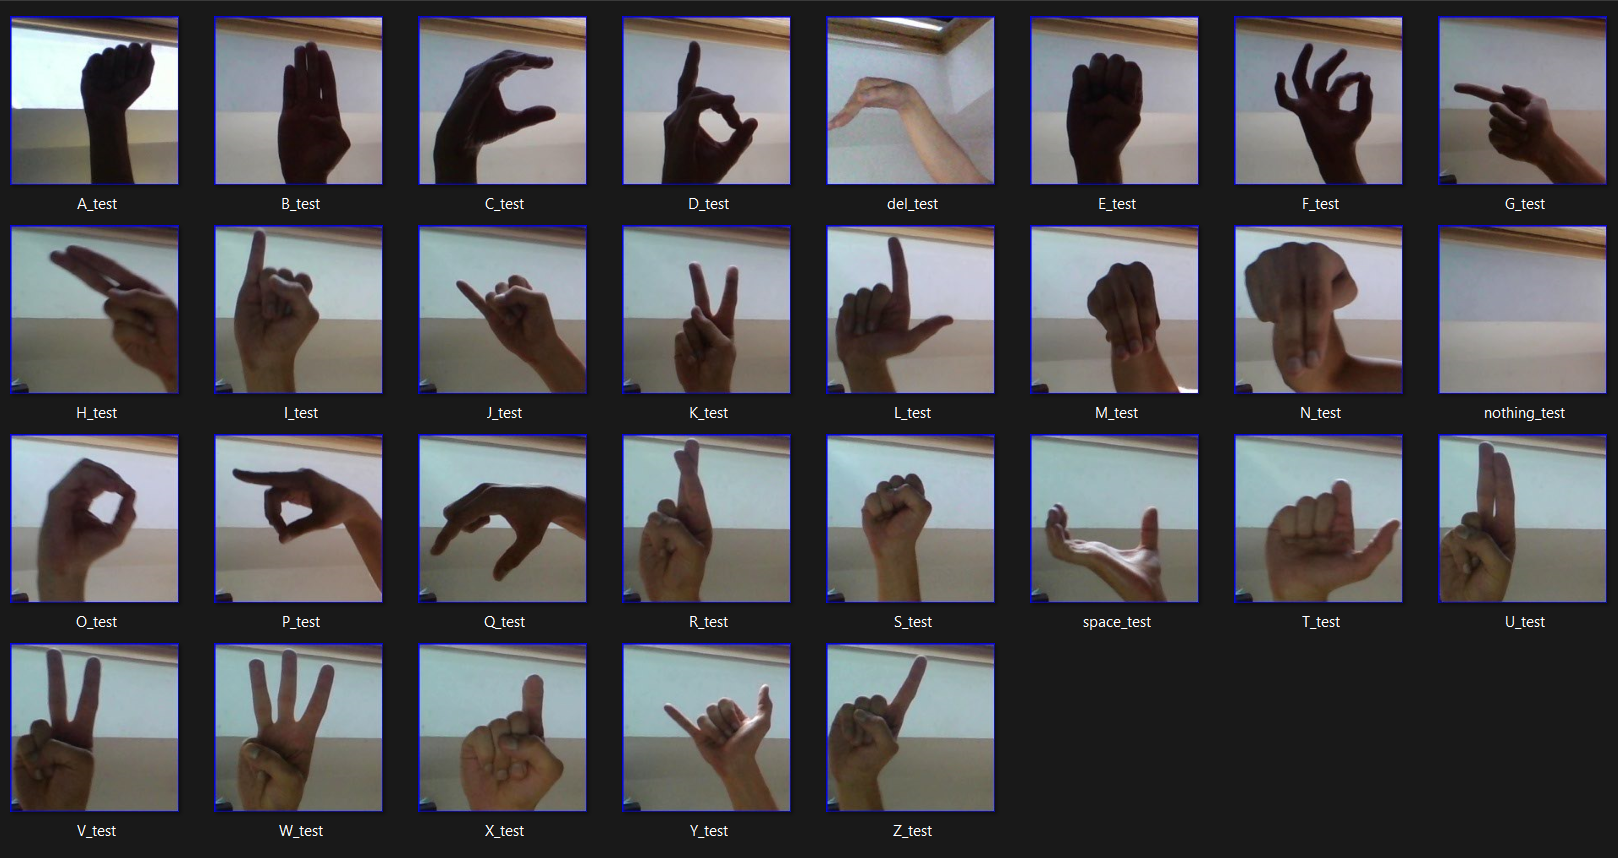 A_test B_test C_test D_test del_test E_test F_test G_test
H_test I_test J_test K_test L_test M_test N_test nothing_test
O_test P_test Q_test R_test S_test space_test T_test U_test
V_test W_test X_test Y_test Z_test